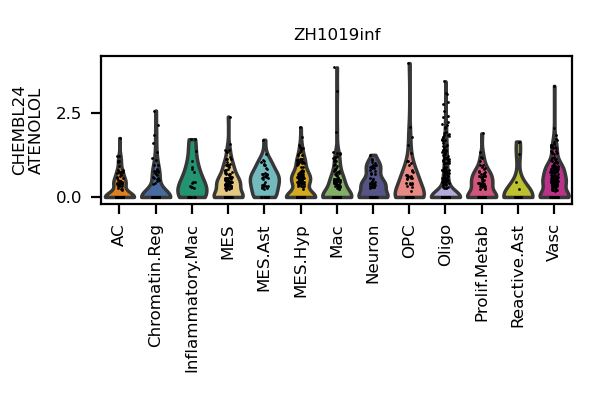 ZH1019inf
CHEMBL24
ATENOLOL
2.5
0.0
AC
Chromatin.Reg
Inflammatory.Mac
MES
MES.Ast
MES.Hyp
Mac
Neuron
OPC
Oligo
Prolif.Metab
Reactive.Ast
Vasc